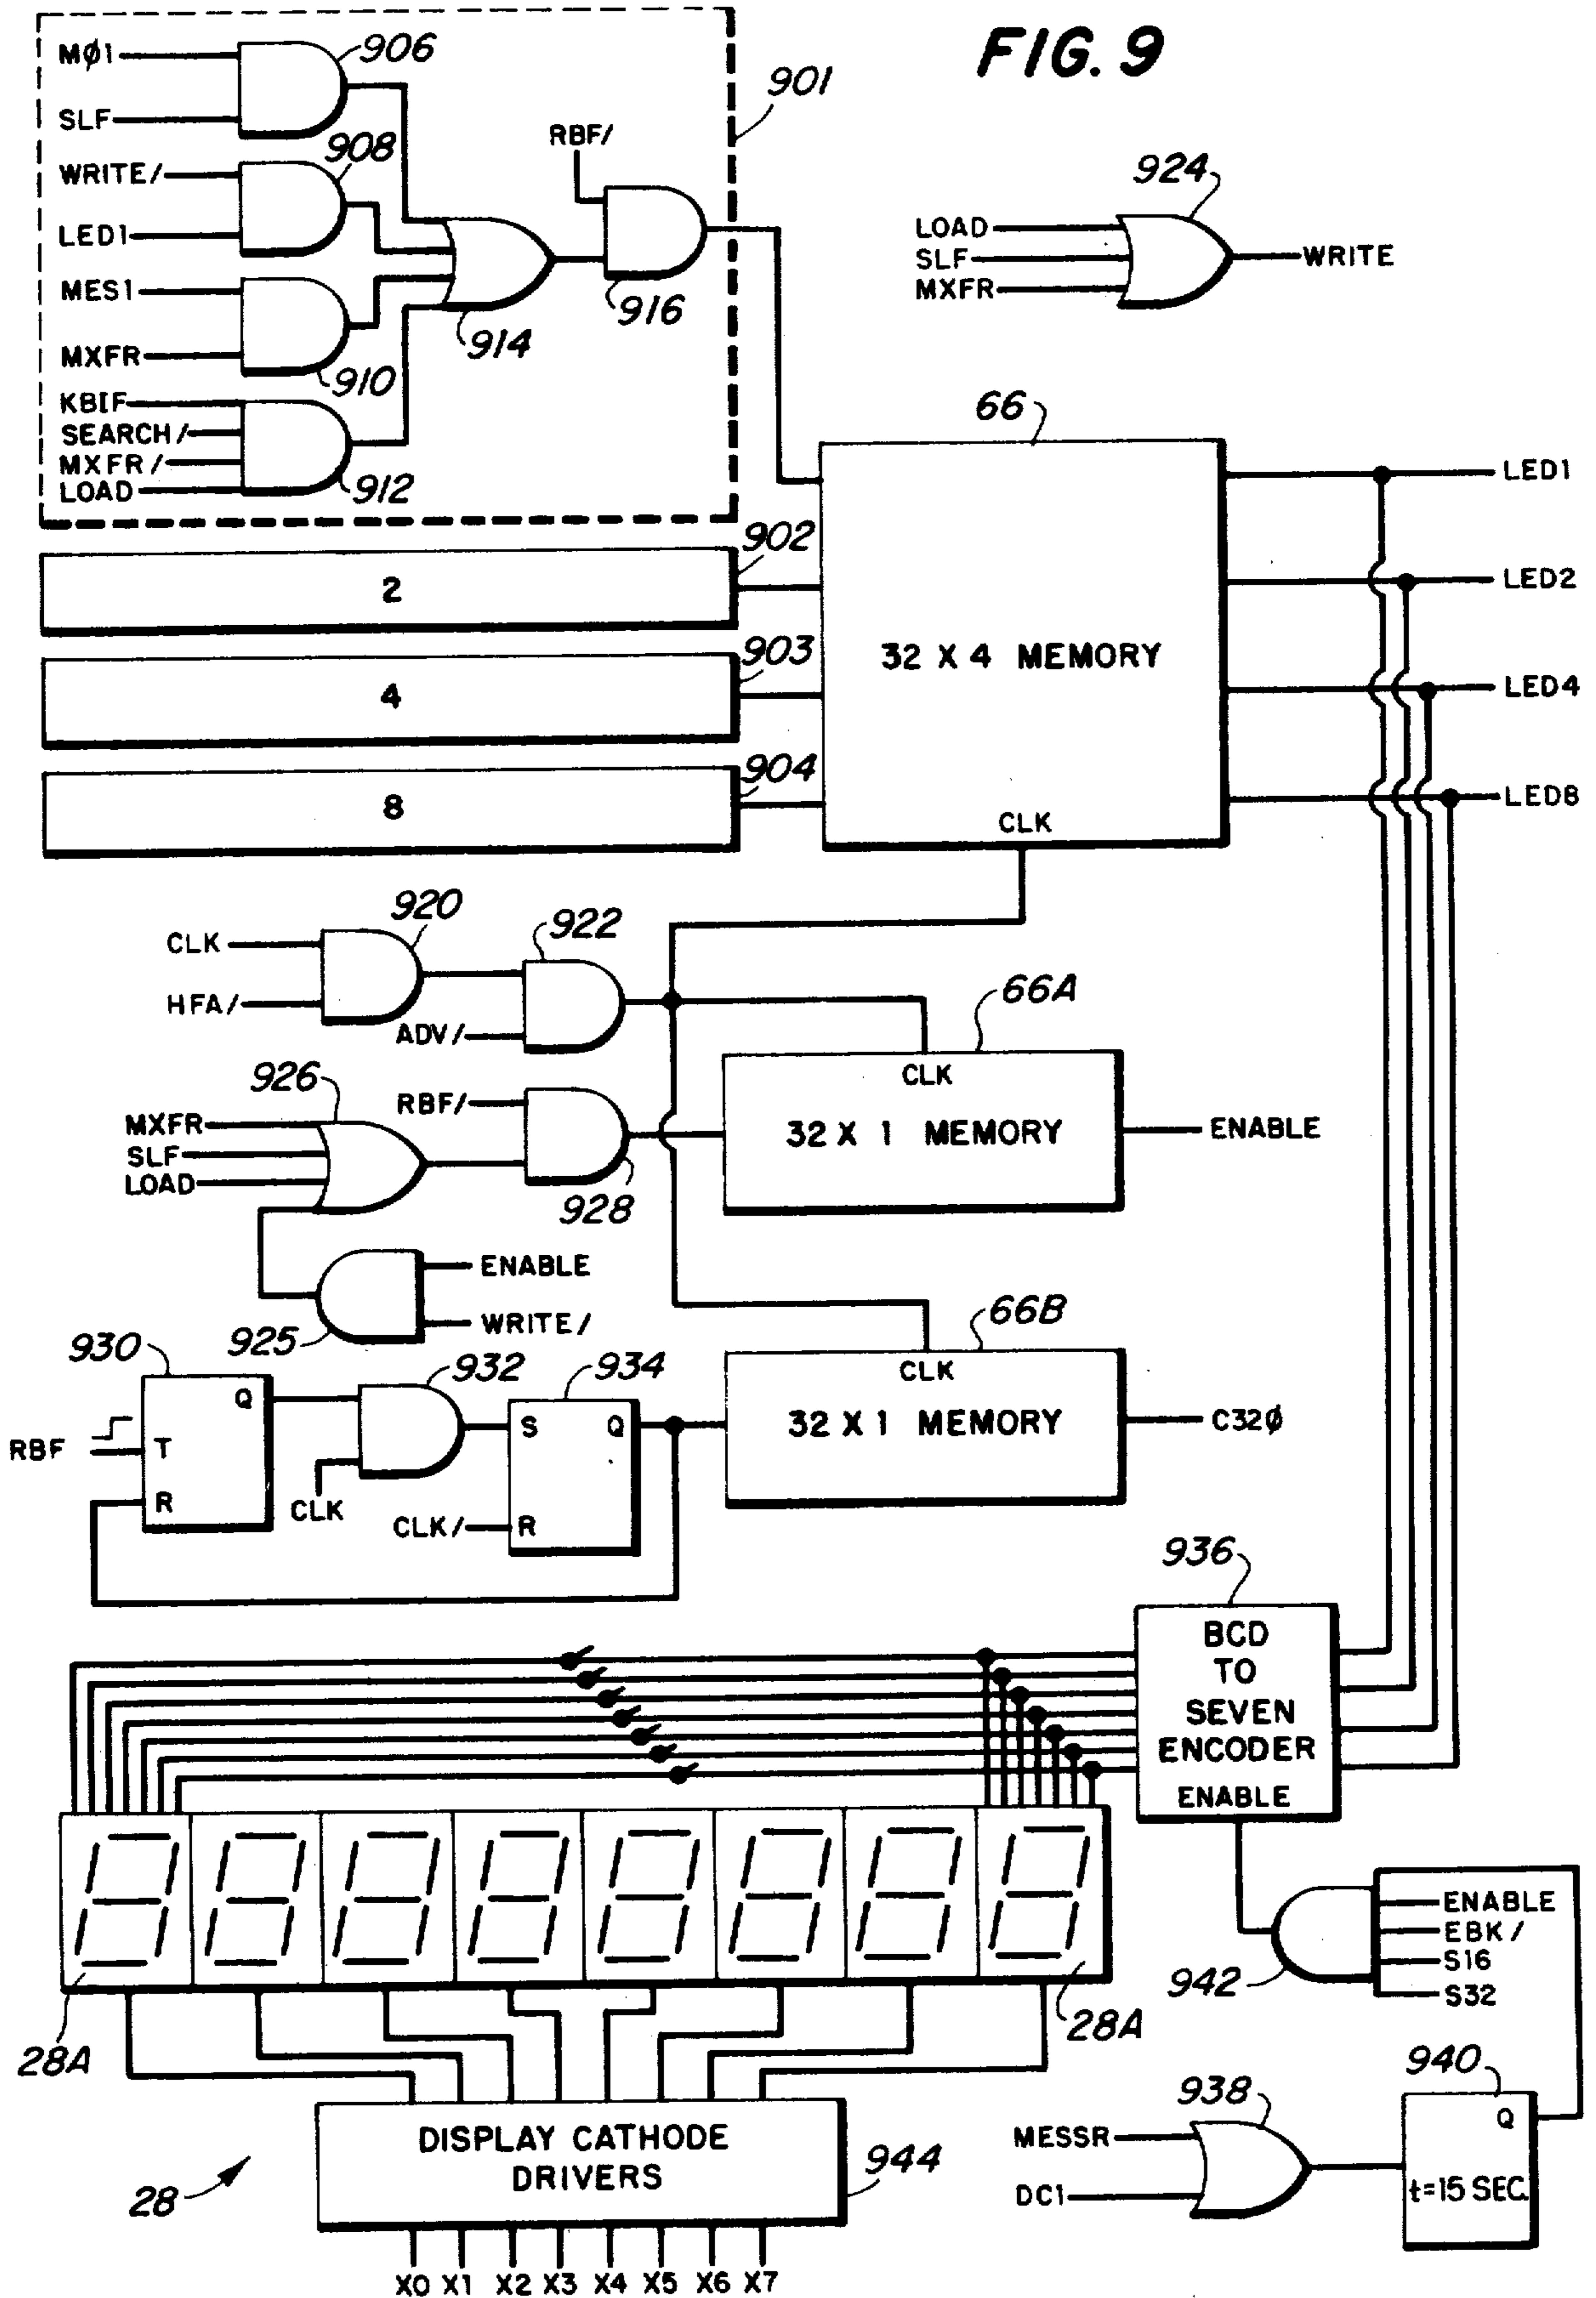 FIG. 9
MØ1
906
SLF
901
WRITE/
908
RBF/
924
LED1
LOAD
SLF
WRITE
MXFR
MES1
916
914
MXFR
910
KBIF
SEARCH/
MXFR/
LOAD
912
66
LED1
902
2
LED2
903
4
32 X 4 MEMORY
LED4
904
8
LED8
CLK
920
922
CLK
HFA/
ADV/
66A
CLK
926
RBF/
MXFR
SLF
LOAD
32 X 1 MEMORY
ENABLE
928
ENABLE
WRITE/
925
66B
930
932
934
CLK
Q
S
Q
32 X 1 MEMORY
C32Ø
RBF
T
R
CLK
CLK/
R
936
BCD
TO
SEVEN
ENCODER
ENABLE
ENABLE
EBK/
S16
S32
942
28A
28A
940
938
Q
MESSR
DC1
t=15 SEC.
DISPLAY CATHODE
DRIVERS
944
28
X0 X1 X2 X3 X4 X5 X6 X7